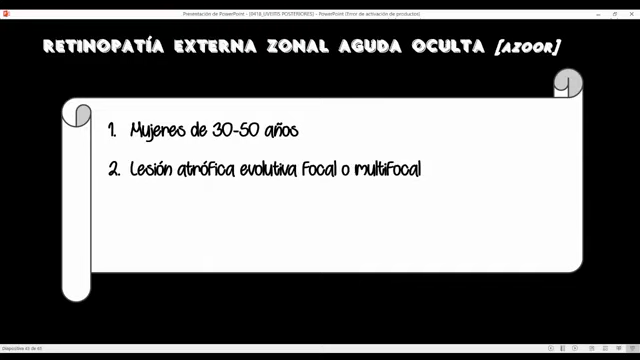 Presentación de PowerPoint - [M18_UVEITIS POSTERIORES] - PowerPoint (Error de activación de productos)
RETINOPATÍA EXTERNA ZONAL AGUDA OCULTA [AZOOR]
1. Mujeres de 30-50 años
2. Lesión atrófica evolutiva focal o multifocal